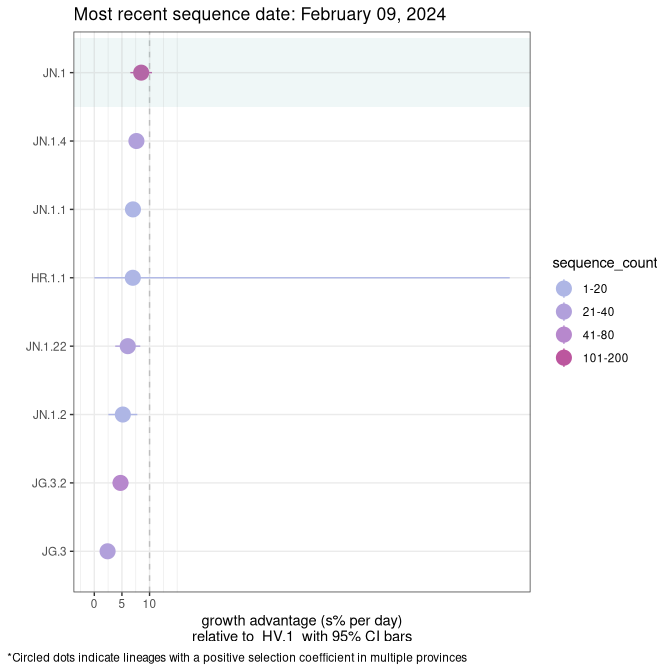 Most recent sequence date: February 09, 2024
JN.1
JN.1.4
JN.1.1
HR.1.1
JN.1.22
JN.1.2
JG.3.2
JG.3
0 5 10
growth advantage (s% per day)
relative to HV.1 with 95% CI bars
sequence_count
1-20
21-40
41-80
101-200
*Circled dots indicate lineages with a positive selection coefficient in multiple provinces